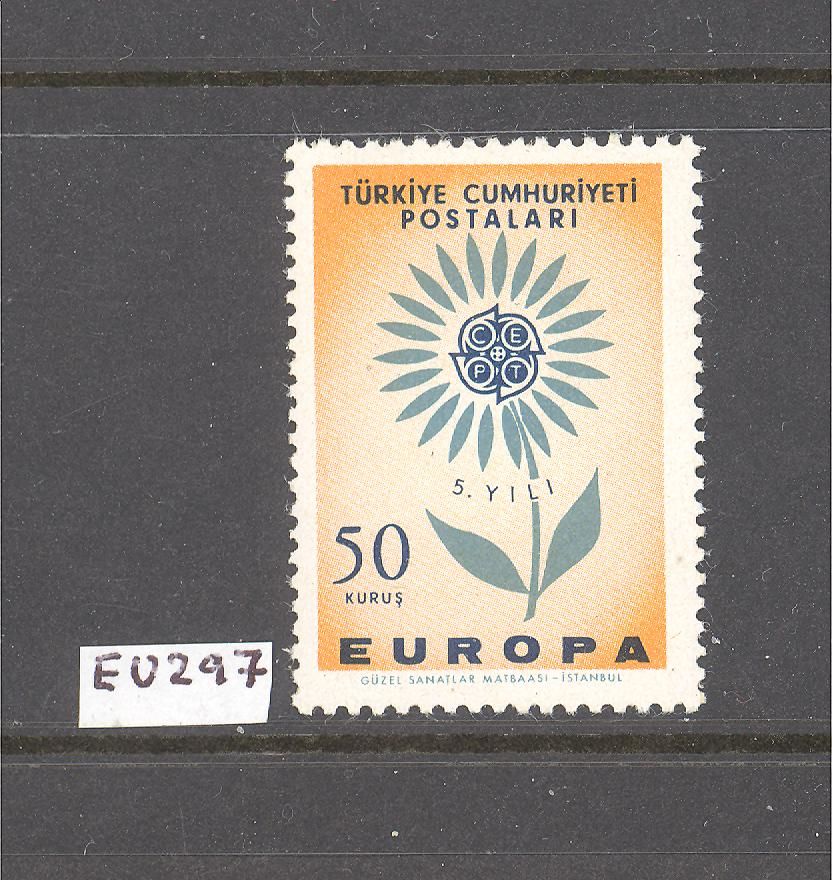 TÜRKİYE CUMHURİYETİ
POSTALARI
C E
P T
5. YILI
50
KURUŞ
EUROPA
GÜZEL SANATLAR MATBAASI - İSTANBUL
EU297